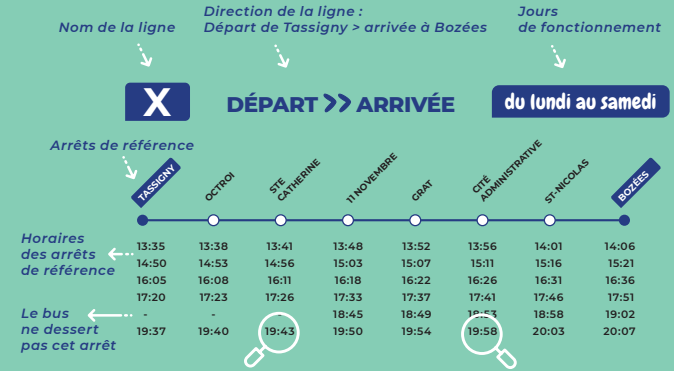 Nom de la ligne
Direction de la ligne :
Départ de Tassigny > arrivée à Bozées
Jours
de fonctionnement
X
DÉPART >> ARRIVÉE
du lundi au samedi
Arrêts de référence
TASSIGNY
OCTROI
STE
CATHERINE
11 NOVEMBRE
GRAT
CITÉ
ADMINISTRATIVE
ST-NICOLAS
BOZÉES
Horaires
des arrêts
de référence
13:35 13:38 13:41 13:48 13:52 13:56 14:01 14:06
14:50 14:53 14:56 15:03 15:07 15:11 15:16 15:21
16:05 16:08 16:11 16:18 16:22 16:26 16:31 16:36
17:20 17:23 17:26 17:33 17:37 17:41 17:46 17:51
Le bus
ne dessert
pas cet arrêt
- - - 18:45 18:49 18:53 18:58 19:02
19:37 19:40 19:43 19:50 19:54 19:58 20:03 20:07